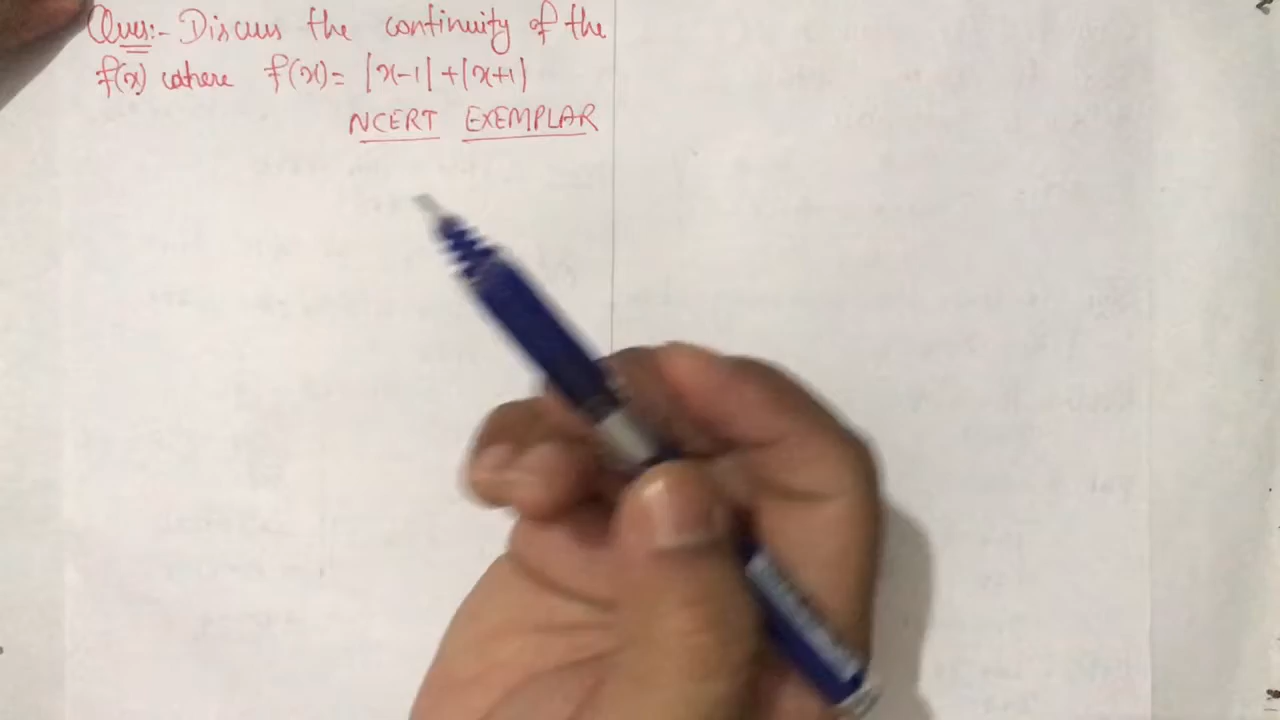 Ques:- Discuss the continuity of the
f(x) where f(x)= |x-1| +|x+1|
NCERT EXEMPLAR